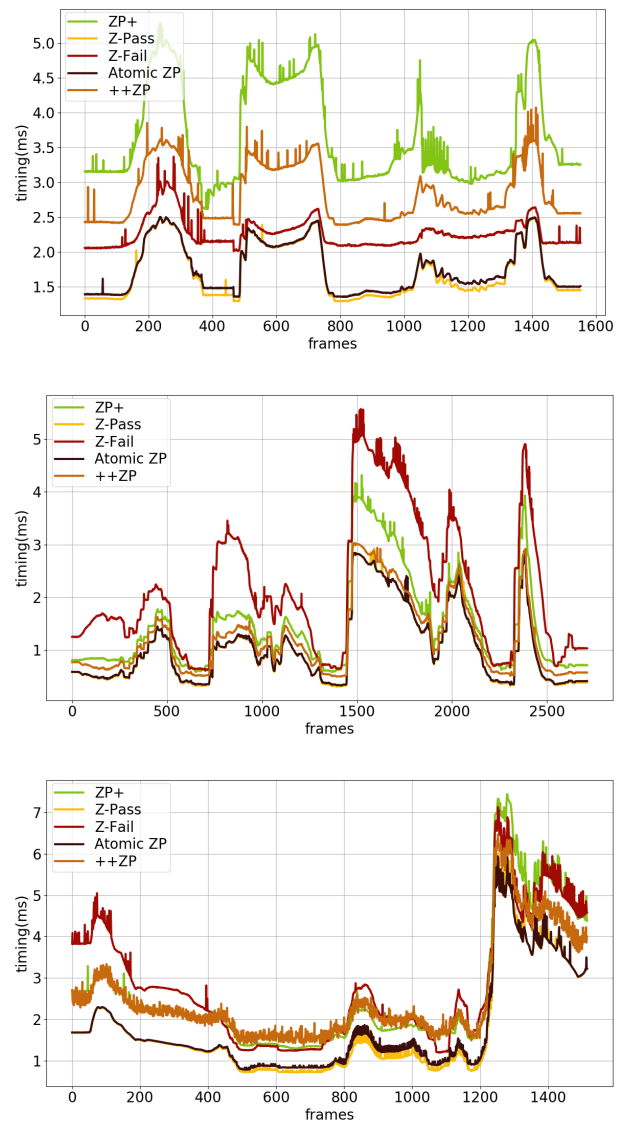 ZP+
Z-Pass
Z-Fail
Atomic ZP
++ZP
5.0
4.5
4.0
3.5
3.0
2.5
2.0
1.5
timing(ms)
0 200 400 600 800 1000 1200 1400 1600
frames
ZP+
Z-Pass
Z-Fail
Atomic ZP
++ZP
5
4
3
2
1
timing(ms)
0 500 1000 1500 2000 2500
frames
ZP+
Z-Pass
Z-Fail
Atomic ZP
++ZP
7
6
5
4
3
2
1
timing(ms)
0 200 400 600 800 1000 1200 1400
frames